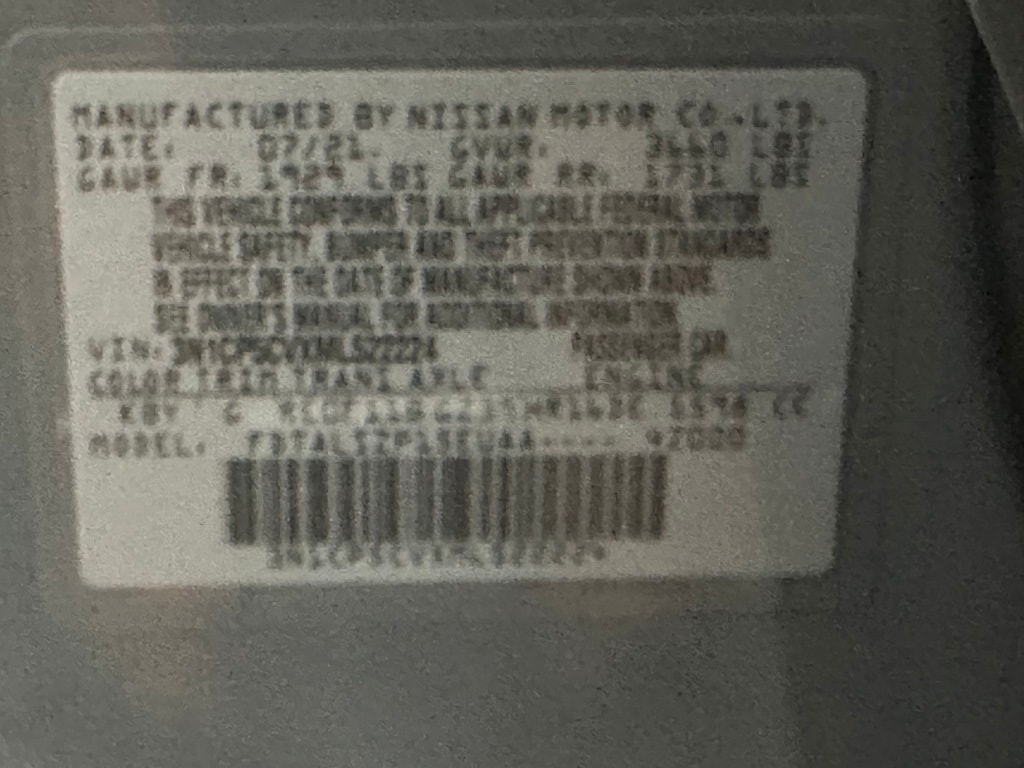 MANUFACTURED BY NISSAN MOTOR CO.,LTD.
DATE: 07/21. GVWR: 3660 LBS
GAWR FR: 1929 LBS GAWR RR: 1731 LBS
THIS VEHICLE CONFORMS TO ALL APPLICABLE FEDERAL MOTOR
VEHICLE SAFETY, BUMPER AND THEFT PREVENTION STANDARDS
IN EFFECT ON THE DATE OF MANUFACTURE SHOWN ABOVE.
SEE OWNER'S MANUAL FOR ADDITIONAL INFORMATION.
VIN: PASSENGER CAR
COLOR TRIM TRANS AXLE ENGINE
G CC
MODEL: